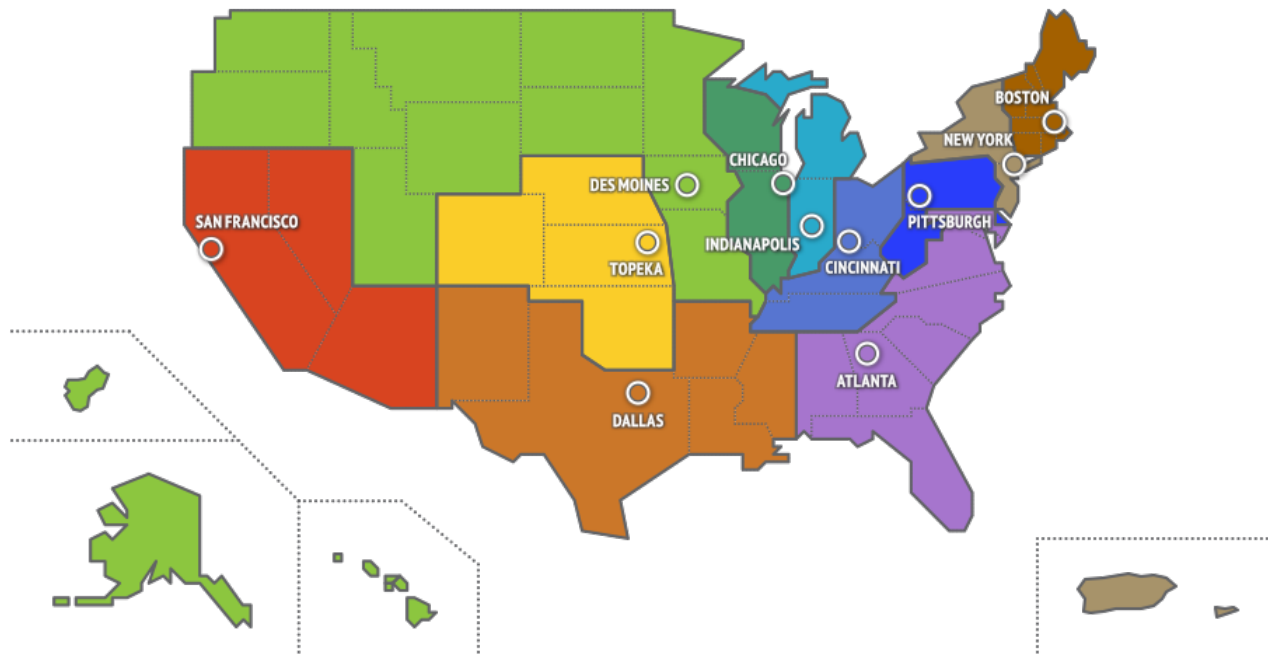 BOSTON
NEW YORK
CHICAGO
DES MOINES
SAN FRANCISCO
PITTSBURGH
INDIANAPOLIS
TOPEKA
CINCINNATI
ATLANTA
DALLAS